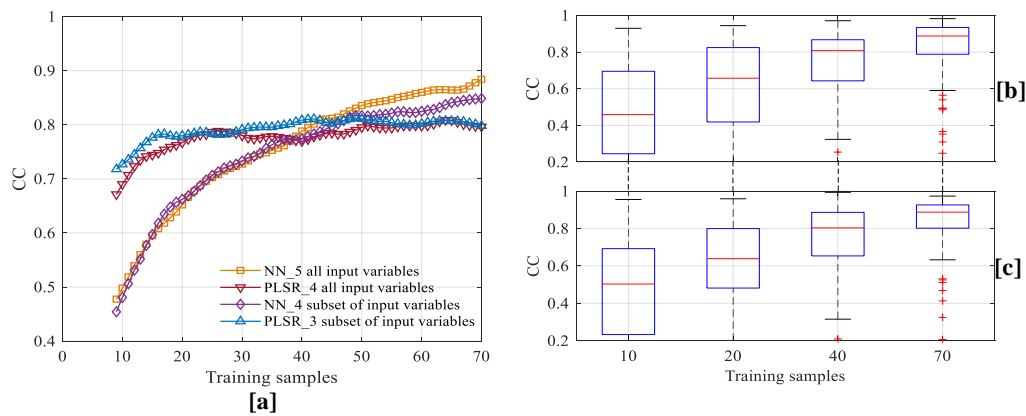 1
0.9
0.8
0.7
0.6
0.5
0.4
CC
0 10 20 30 40 50 60 70
Training samples
NN_5 all input variables
PLSR_4 all input variables
NN_4 subset of input variables
PLSR_3 subset of input variables
[a]
1
0.8
0.6
0.4
0.2
CC
[b]
1
0.8
0.6
0.4
0.2
CC
[c]
10 20 40 70
Training samples